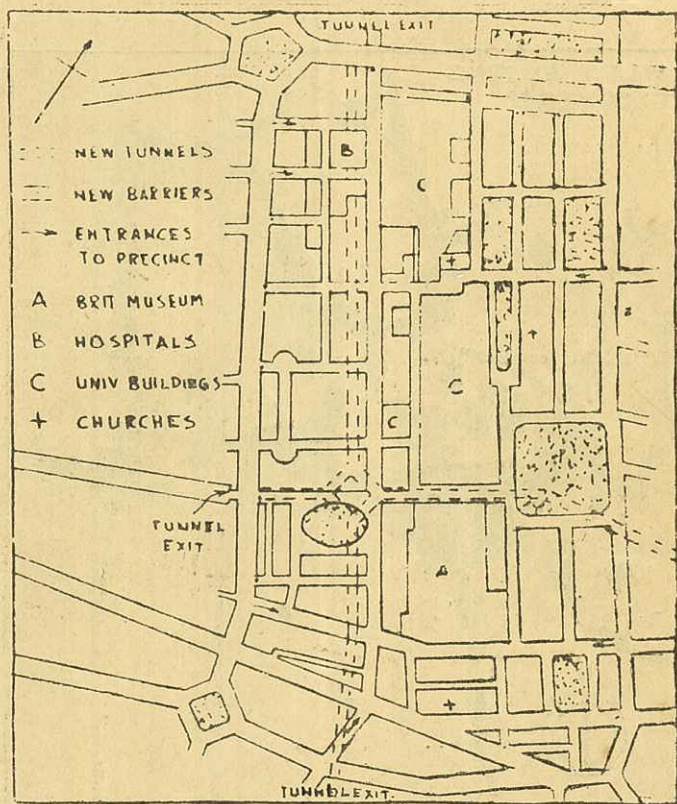 TUNNEL EXIT
NEW TUNNELS
NEW BARRIERS
ENTRANCES
TO PRECINCT
A BRIT MUSEUM
B HOSPITALS
C UNIV BUILDINGS
+ CHURCHES
B
C
+
+
C
C
TUNNEL
EXIT
A
+
TUNNEL EXIT.